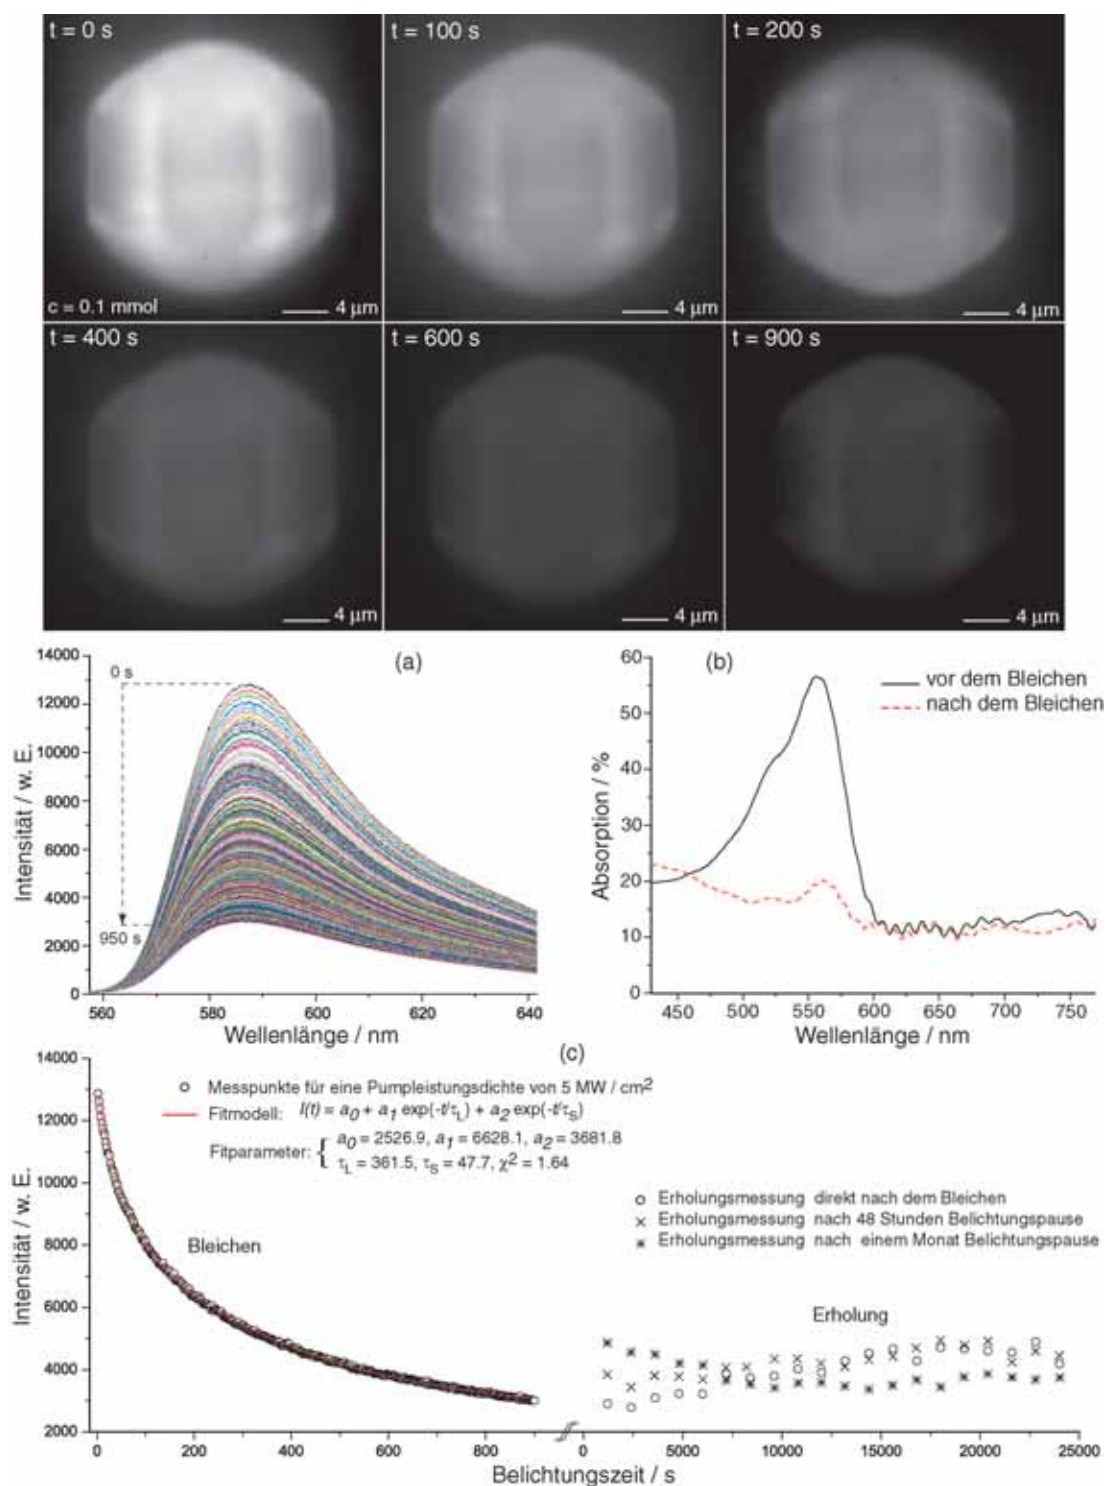 t = 0 s
t = 100 s
t = 200 s
c = 0.1 mmol
4 µm
4 µm
4 µm
t = 400 s
t = 600 s
t = 900 s
4 µm
4 µm
4 µm
(a)
14000
12000
10000
8000
6000
4000
2000
0
0 s
950 s
560
580
600
620
640
Intensität / w. E.
Wellenlänge / nm
(b)
60
50
40
30
20
10
0
vor dem Bleichen
nach dem Bleichen
450
500
550
600
650
700
750
Absorption / %
Wellenlänge / nm
(c)
14000
12000
10000
8000
6000
4000
2000
Intensität / w. E.
Messpunkte für eine Pumpleistungsdichte von 5 MW / cm²
Fitmodell: I(t) = a₀ + a₁ exp(-t/τL) + a₂ exp(-t/τS)
Fitparameter: { a₀ = 2526.9, a₁ = 6628.1, a₂ = 3681.8
τL = 361.5, τS = 47.7, χ² = 1.64
Erholungsmessung direkt nach dem Bleichen
Erholungsmessung nach 48 Stunden Belichtungspause
Erholungsmessung nach einem Monat Belichtungspause
Bleichen
Erholung
0
200
400
600
800
0
5000
10000
15000
20000
25000
Belichtungszeit / s